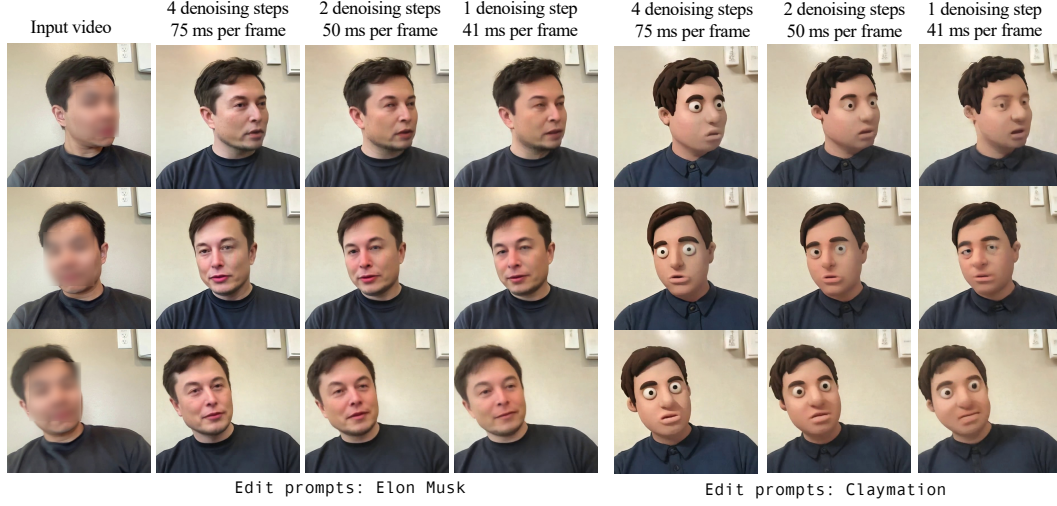 Input video
4 denoising steps
75 ms per frame
2 denoising steps
50 ms per frame
1 denoising step
41 ms per frame
4 denoising steps
75 ms per frame
2 denoising steps
50 ms per frame
1 denoising step
41 ms per frame
Edit prompts: Elon Musk
Edit prompts: Claymation